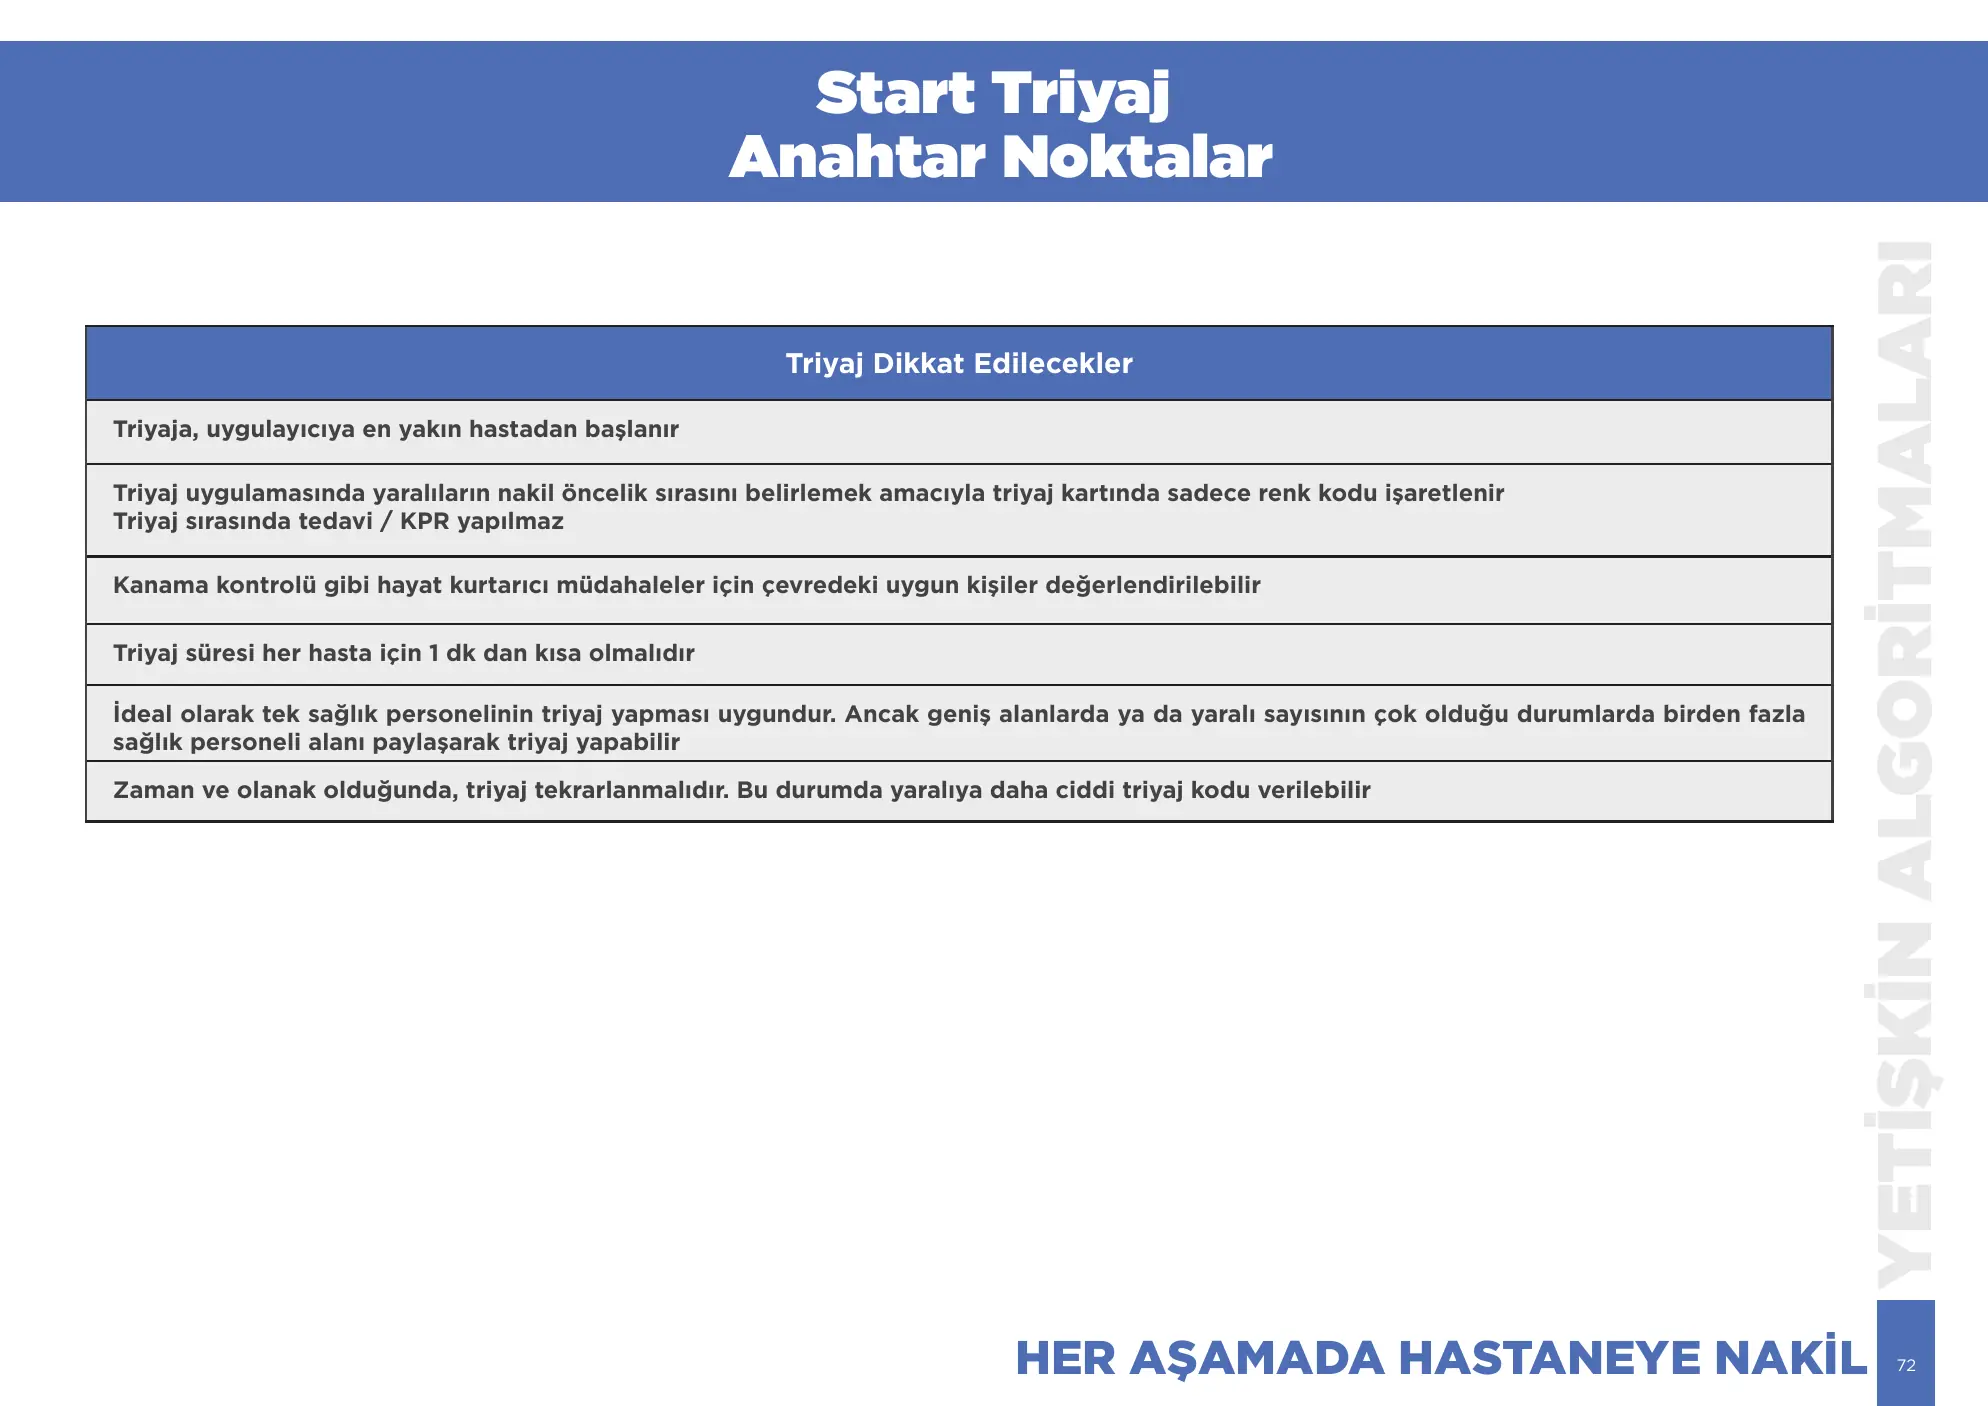 Start Triyaj
Anahtar Noktalar
Triyaj Dikkat Edilecekler
Triyaja, uygulayıcıya en yakın hastadan başlanır
Triyaj uygulamasında yaralıların nakil öncelik sırasını belirlemek amacıyla triyaj kartında sadece renk kodu işaretlenir
Triyaj sırasında tedavi / KPR yapılmaz
Kanama kontrolü gibi hayat kurtarıcı müdahaleler için çevredeki uygun kişiler değerlendirilebilir
Triyaj süresi her hasta için 1 dk dan kısa olmalıdır
İdeal olarak tek sağlık personelinin triyaj yapması uygundur. Ancak geniş alanlarda ya da yaralı sayısının çok olduğu durumlarda birden fazla
sağlık personeli alanı paylaşarak triyaj yapabilir
Zaman ve olanak olduğunda, triyaj tekrarlanmalıdır. Bu durumda yaralıya daha ciddi triyaj kodu verilebilir
YETİŞKİN ALGORİTMALARI
HER AŞAMADA HASTANEYE NAKİL
72